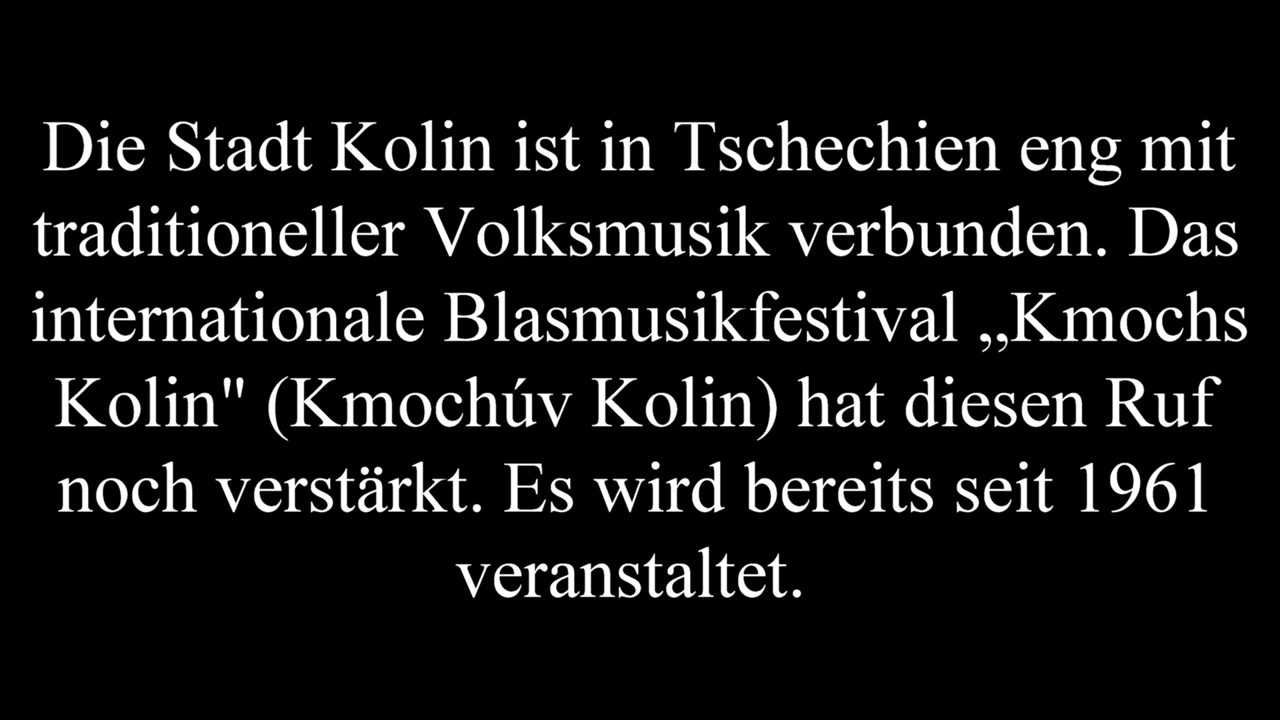 Die Stadt Kolin ist in Tschechien eng mit
traditioneller Volksmusik verbunden. Das
internationale Blasmusikfestival „Kmochs
Kolin" (Kmochúv Kolin) hat diesen Ruf
noch verstärkt. Es wird bereits seit 1961
veranstaltet.